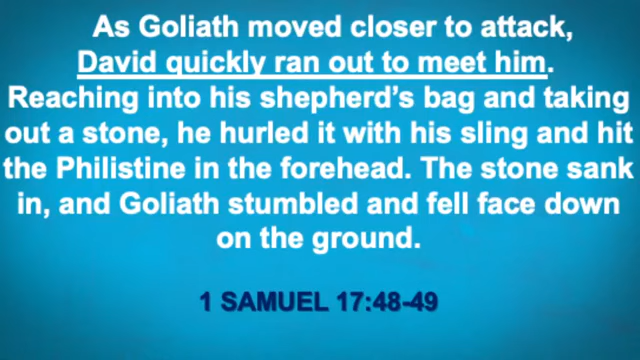 As Goliath moved closer to attack,
David quickly ran out to meet him.
Reaching into his shepherd's bag and taking
out a stone, he hurled it with his sling and hit
the Philistine in the forehead. The stone sank
in, and Goliath stumbled and fell face down
on the ground.
1 SAMUEL 17:48-49